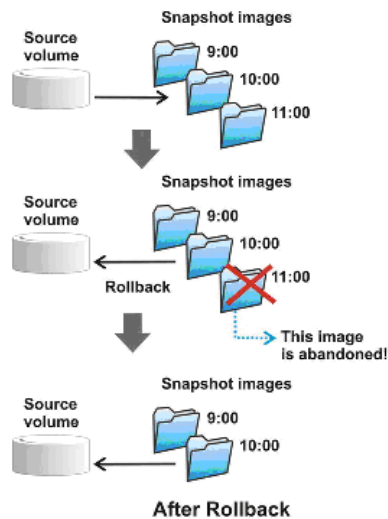 Snapshot images
Source
volume
9:00
10:00
11:00
Snapshot images
Source
volume
9:00
10:00
Rollback
11:00
This image
is abandoned!
Snapshot images
Source
volume
9:00
10:00
After Rollback